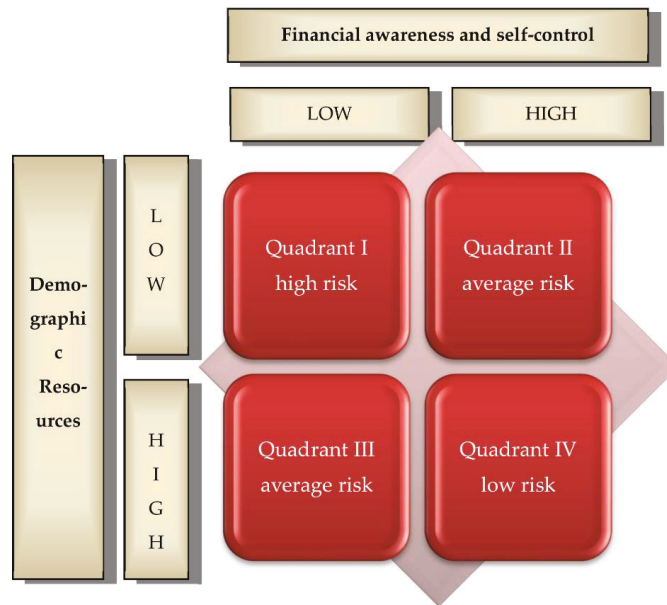 Financial awareness and self-control
LOW
HIGH
Demo-
graphi
c
Reso-
urces
L
O
W
Quadrant I
high risk
Quadrant II
average risk
H
I
G
H
Quadrant III
average risk
Quadrant IV
low risk